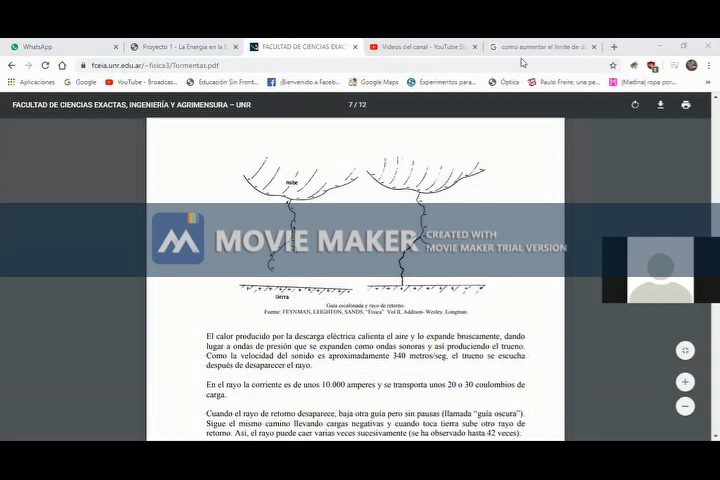 WhatsApp
Proyecto 1 - La Energia en la
FACULTAD DE CIENCIAS EXAC
Videos del canal - YouTube St
como aumentar el limite de d
fceia.unr.edu.ar/~fisica3/Tormentas.pdf
Aplicaciones
Google
YouTube - Broadcas...
Educación Sin Front...
¡Bienvenido a Facebo...
Google Maps
Experimentos para...
Óptica
Paulo Freire, una pe...
[Madina] ropa por...
FACULTAD DE CIENCIAS EXACTAS, INGENIERÍA Y AGRIMENSURA – UNR
7 / 12
nube
MOVIE MAKER
CREATED WITH
MOVIE MAKER TRIAL VERSION
tierra
Guía escalonada y rayo de retorno.
Fuente: FEYNMAN, LEIGHTON, SANDS. "Física" Vol II, Addison- Wesley. Longman
El calor producido por la descarga eléctrica calienta el aire y lo expande bruscamente, dando
lugar a ondas de presión que se expanden como ondas sonoras y así produciendo el trueno.
Como la velocidad del sonido es aproximadamente 340 metros/seg, el trueno se escucha
después de desaparecer el rayo.
En el rayo la corriente es de unos 10.000 amperes y se transporta unos 20 o 30 coulombios de
carga.
Cuando el rayo de retorno desaparece, baja otra guía pero sin pausas (llamada "guía oscura").
Sigue el mismo camino llevando cargas negativas y cuando toca tierra sube otro rayo de
retorno. Así, el rayo puede caer varias veces sucesivamente (se ha observado hasta 42 veces).